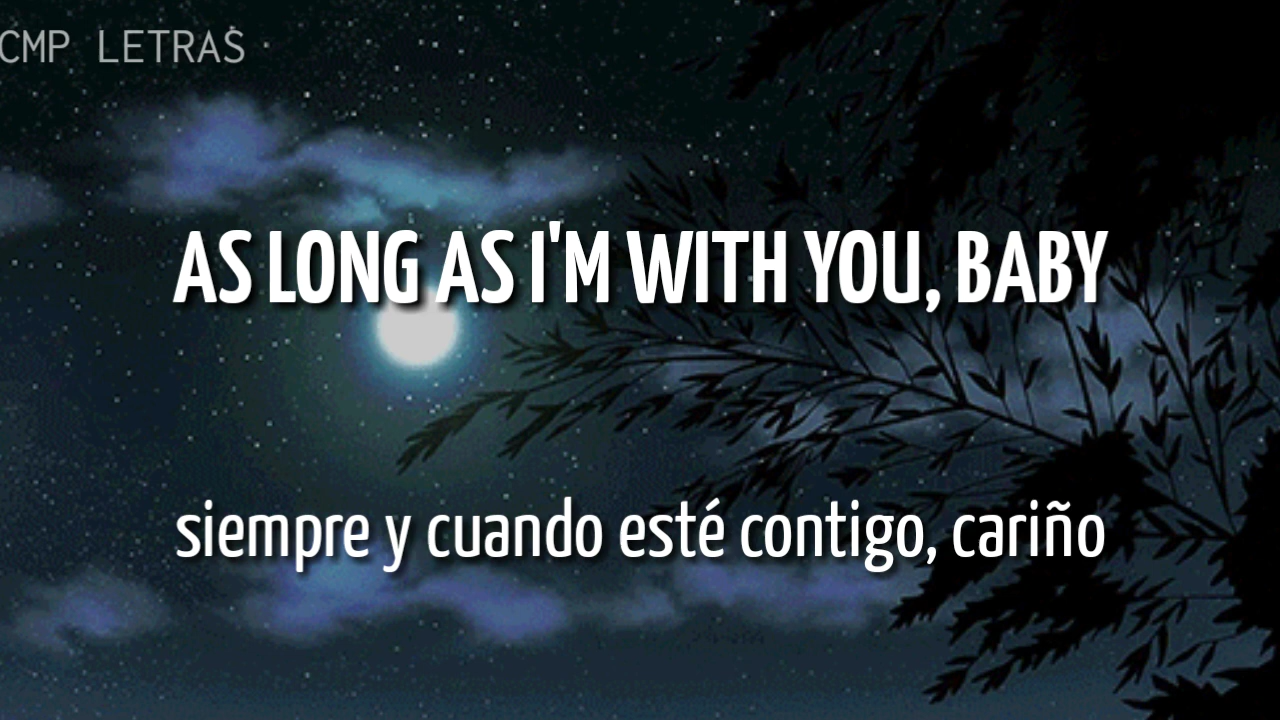 CMP LETRAS
AS LONG AS I'M WITH YOU, BABY
siempre y cuando esté contigo, cariño